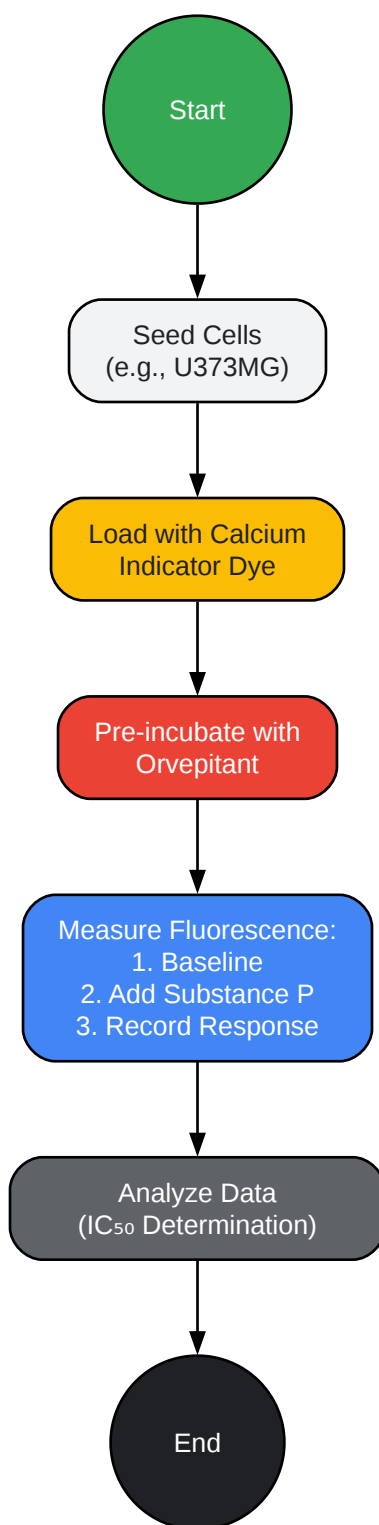 Start
Seed Cells
(e.g., U373MG)
Load with Calcium
Indicator Dye
Pre-incubate with
Orvepitant
Measure Fluorescence:
1. Baseline
2. Add Substance P
3. Record Response
Analyze Data
(IC₅₀ Determination)
End